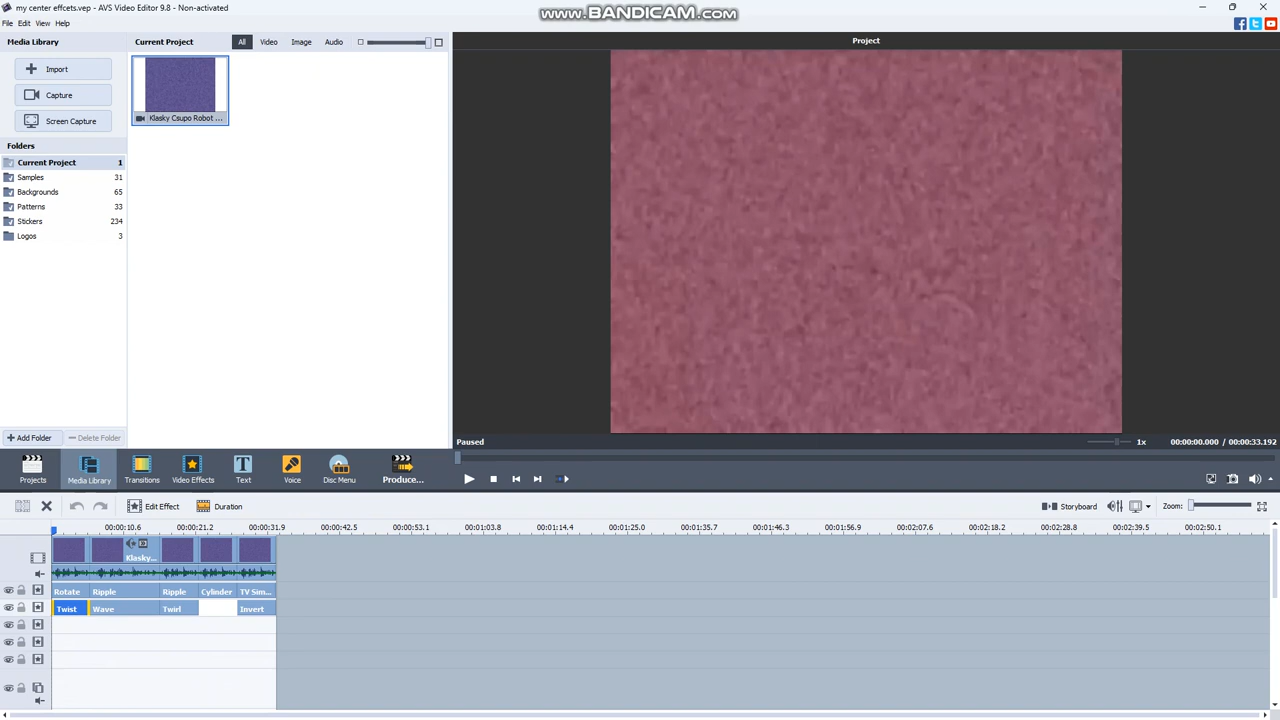 my center effcets.vep - AVS Video Editor 9.8 - Non-activated
www.BANDICAM.com
File Edit View Help
Media Library
Current Project
All Video Image Audio
Project
Import
Capture
Screen Capture
Klasky Csupo Robot ...
Folders
Current Project 1
Samples 31
Backgrounds 65
Patterns 33
Stickers 234
Logos 3
Add Folder
Delete Folder
Paused
1x
00:00:00.000 / 00:00:33.192
Projects
Media Library
Transitions
Video Effects
Text
Voice
Disc Menu
Produce...
Edit Effect
Duration
Storyboard
Zoom:
00:00:10.6 00:00:21.2 00:00:31.9 00:00:42.5 00:00:53.1 00:01:03.8 00:01:14.4 00:01:25.0 00:01:35.7 00:01:46.3 00:01:56.9 00:02:07.6 00:02:18.2 00:02:28.8 00:02:39.5 00:02:50.1
Klasky...
Rotate Ripple Ripple Cylinder TV Sim...
Twist Wave Twirl Invert